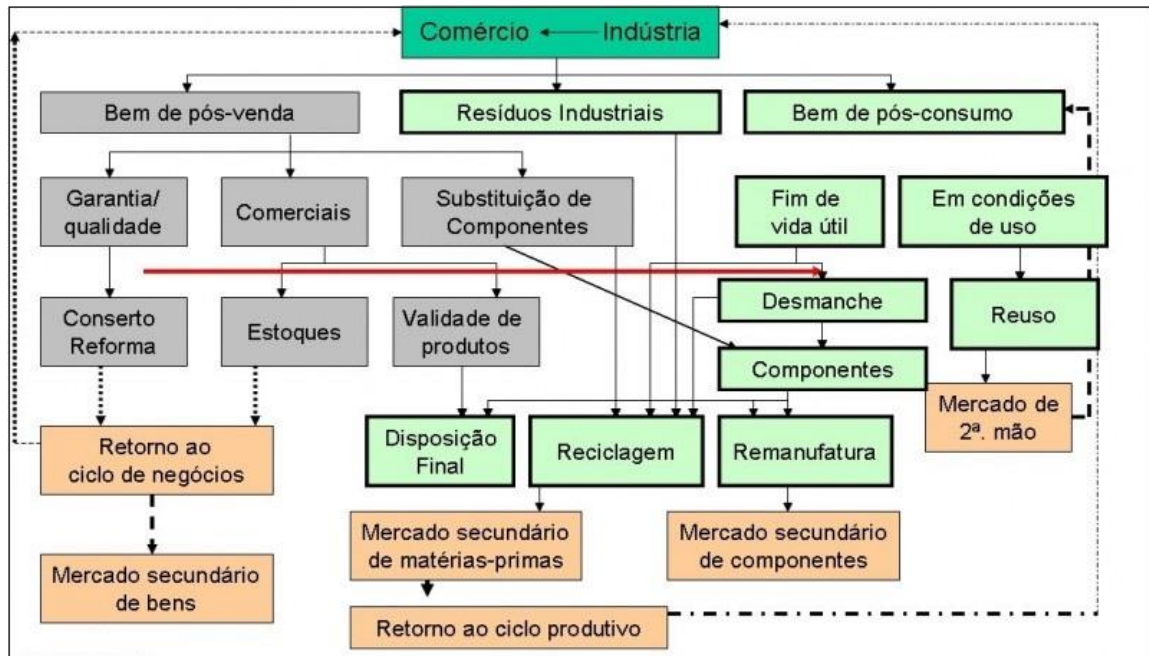 Comércio Indústria
Bem de pós-venda
Resíduos Industriais
Bem de pós-consumo
Garantia/
qualidade
Comerciais
Substituição de
Componentes
Fim de
vida útil
Em condições
de uso
Conserto
Reforma
Estoques
Validade de
produtos
Desmanche
Reuso
Componentes
Retorno ao
ciclo de negócios
Disposição
Final
Reciclagem
Remanufatura
Mercado de
2ª. mão
Mercado secundário
de bens
Mercado secundário
de matérias-primas
Mercado secundário
de componentes
Retorno ao ciclo produtivo